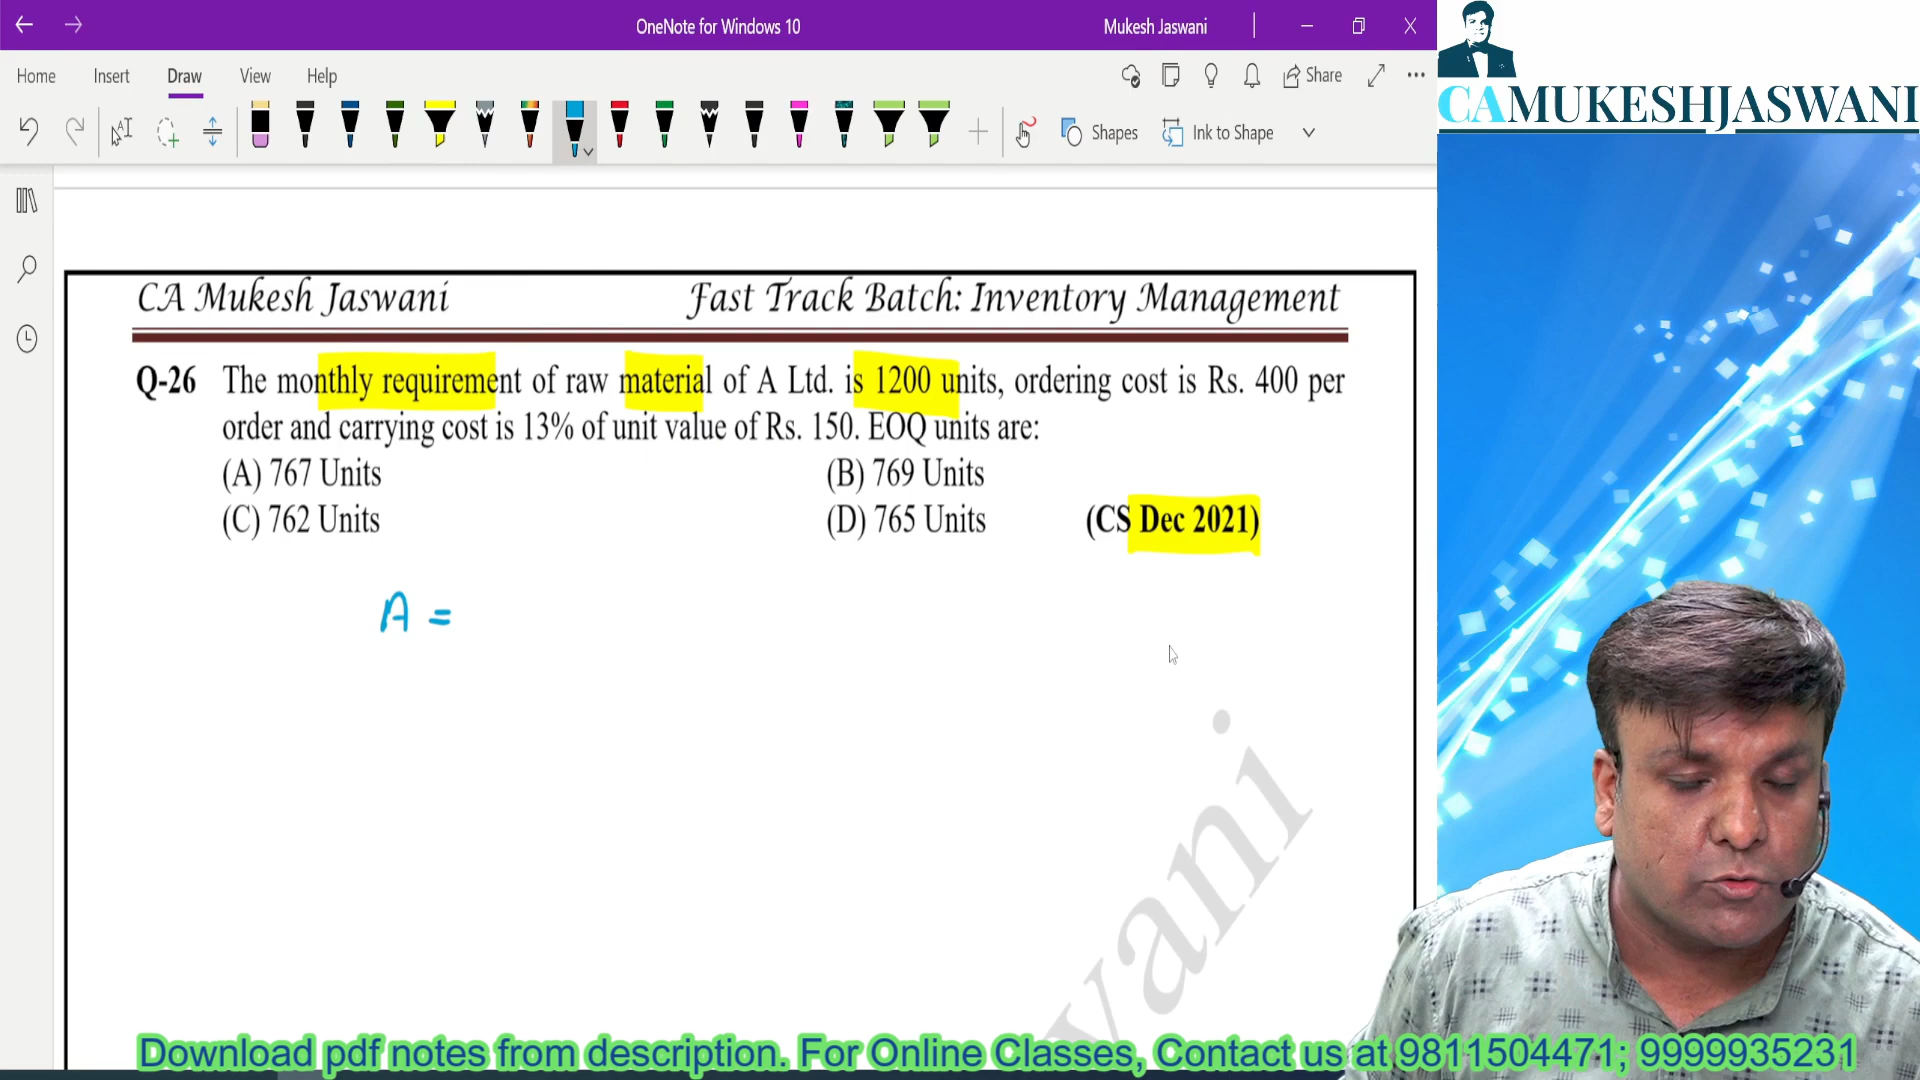 OneNote for Windows 10
Mukesh Jaswani
Home Insert Draw View Help
Share
Shapes
Ink to Shape
CAMUKESHJASWANI
CA Mukesh Jaswani
Fast Track Batch: Inventory Management
Q-26 The monthly requirement of raw material of A Ltd. is 1200 units, ordering cost is Rs. 400 per
order and carrying cost is 13% of unit value of Rs. 150. EOQ units are:
(A) 767 Units (B) 769 Units
(C) 762 Units (D) 765 Units (CS Dec 2021)
A =
wani
Download pdf notes from description. For Online Classes, Contact us at 9811504471; 9999935231